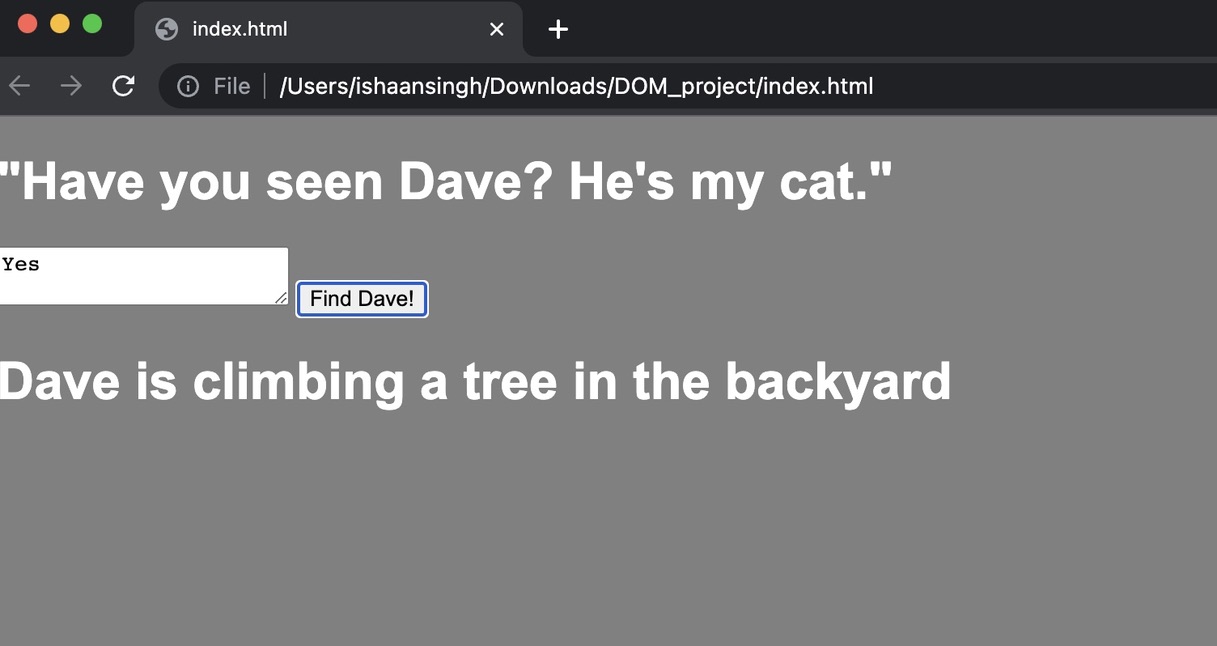 index.html
File /Users/ishaansingh/Downloads/DOM_project/index.html
"Have you seen Dave? He's my cat."
Yes
Find Dave!
Dave is climbing a tree in the backyard